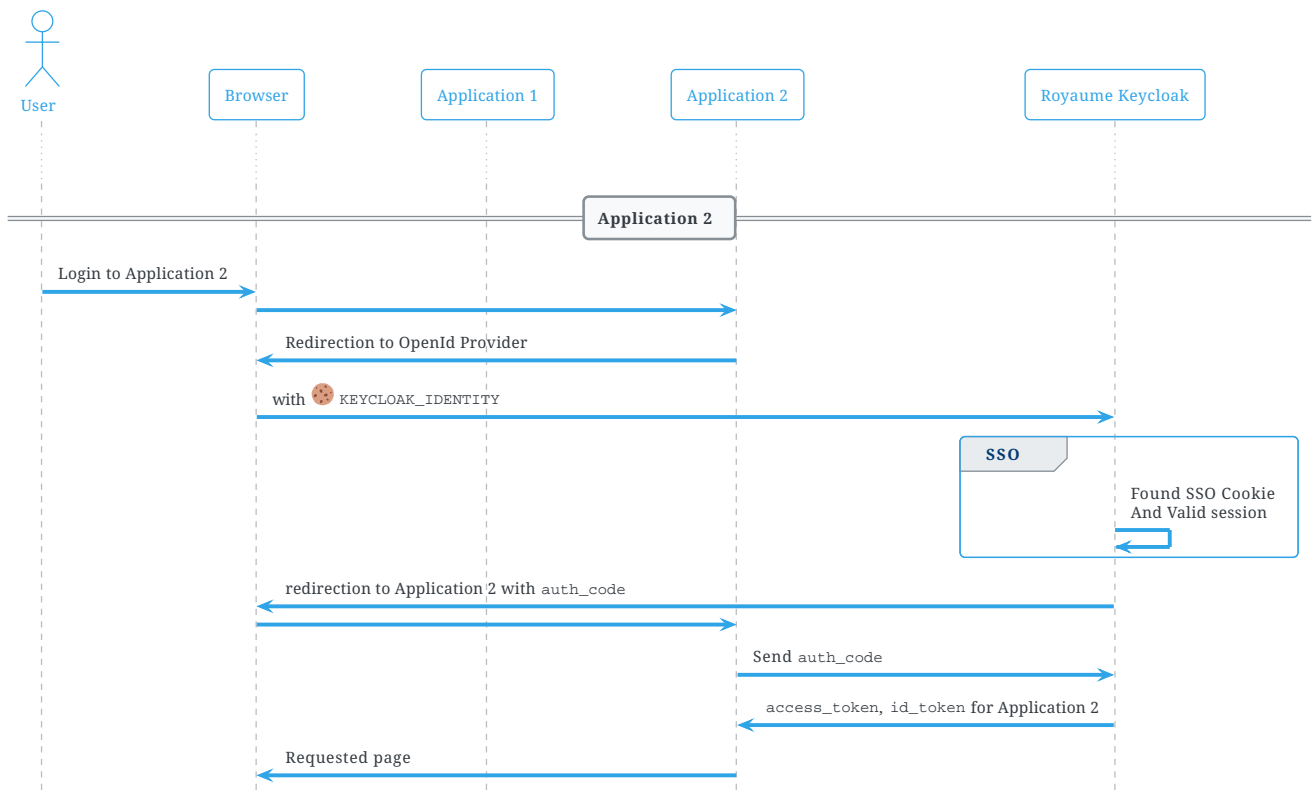 User
Browser
Application 1
Application 2
Royaume Keycloak
Application 2
Login to Application 2
Redirection to OpenId Provider
with KEYCLOAK_IDENTITY
SSO
Found SSO Cookie
And Valid session
redirection to Application 2 with auth_code
Send auth_code
access_token, id_token for Application 2
Requested page